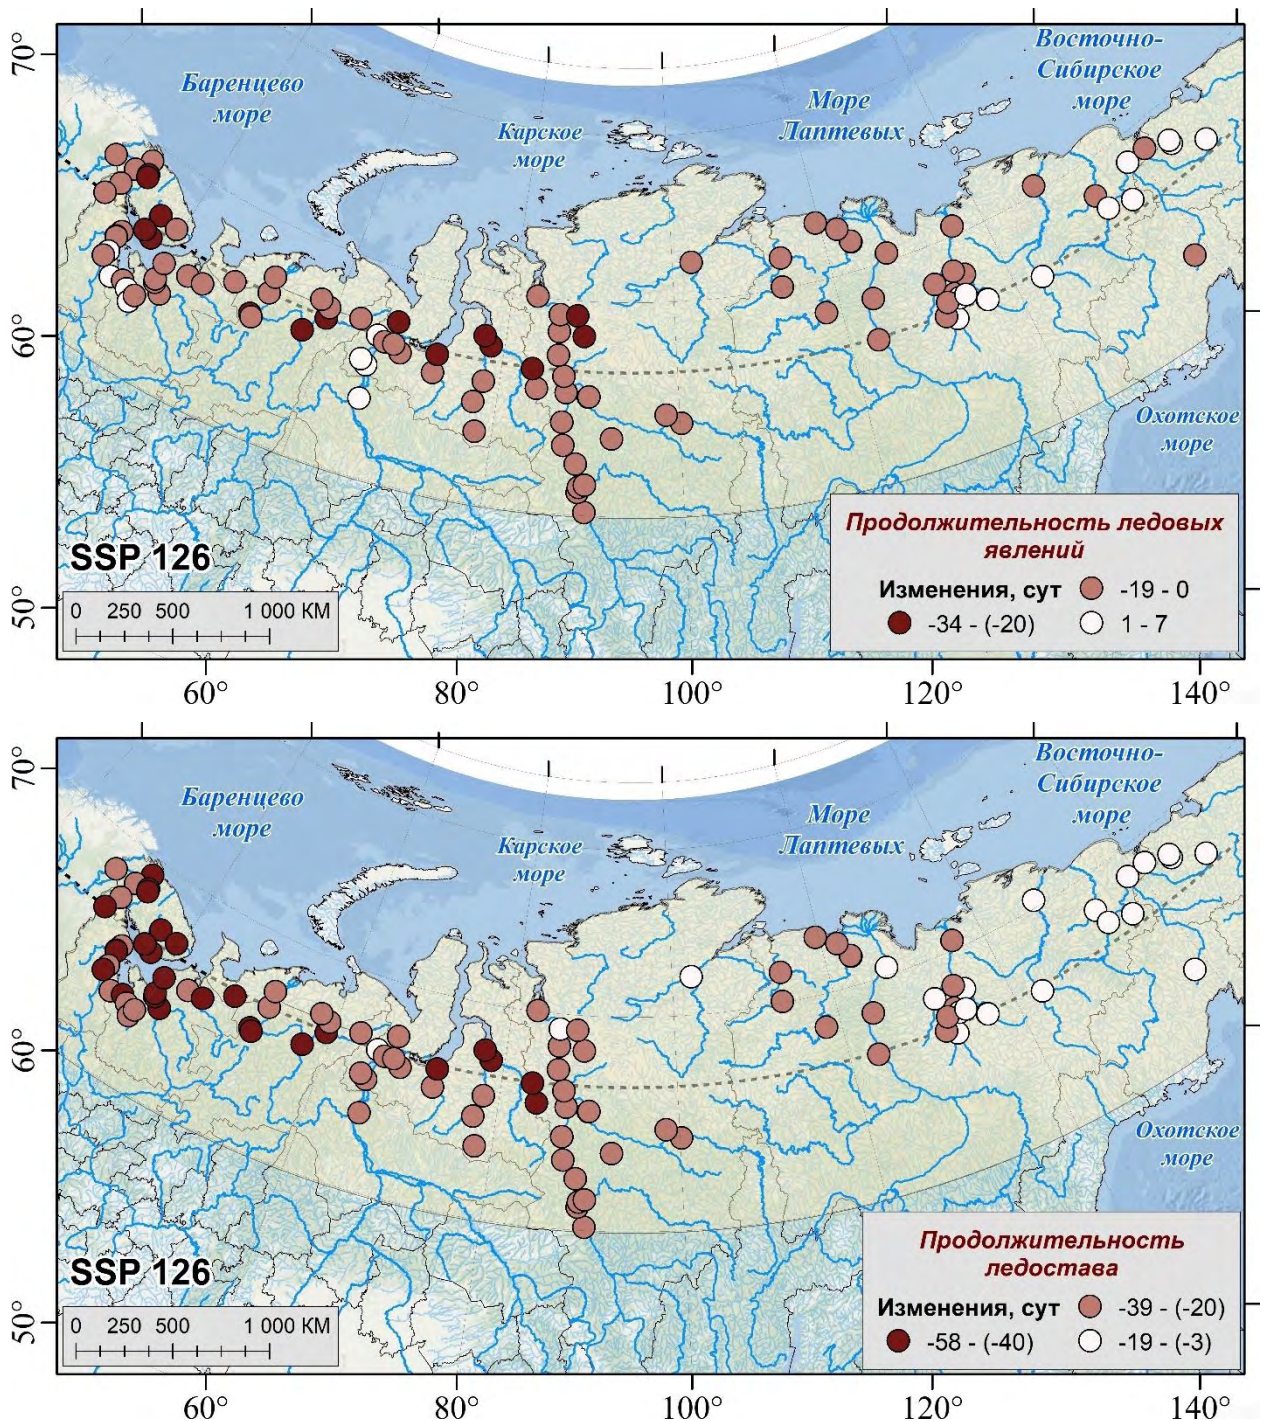 70°
60°
50°
Баренцево
море
Карское
море
Море
Лаптевых
Восточно-
Сибирское
море
Охотское
море
SSP 126
0 250 500 1 000 КМ
Продолжительность ледовых
явлений
Изменения, сут -19 - 0
-34 - (-20) 1 - 7
60° 80° 100° 120° 140°
70°
60°
50°
Баренцево
море
Карское
море
Море
Лаптевых
Восточно-
Сибирское
море
Охотское
море
SSP 126
0 250 500 1 000 КМ
Продолжительность
ледостава
Изменения, сут -39 - (-20)
-58 - (-40) -19 - (-3)
60° 80° 100° 120° 140°